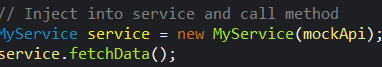 // Inject into service and call method
MyService service = new MyService(mockApi);
service.fetchData();